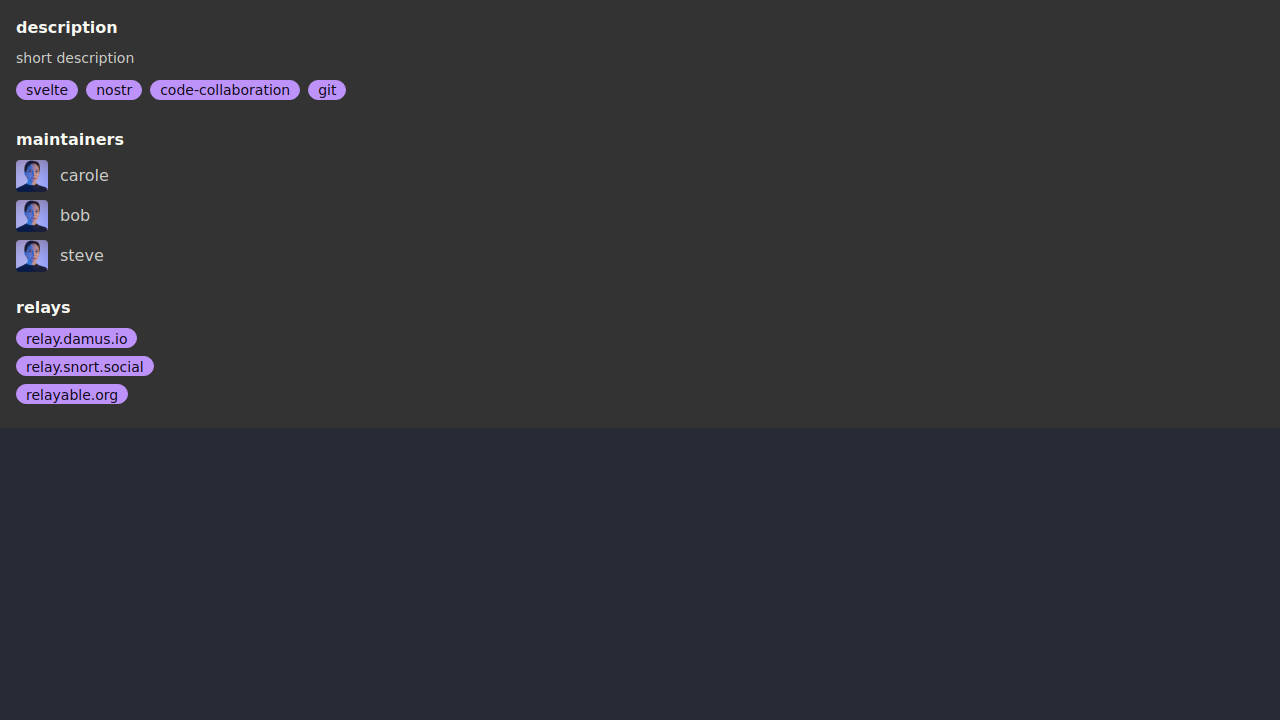 description
short description
svelte nostr code-collaboration git
maintainers
carole
bob
steve
relays
relay.damus.io
relay.snort.social
relayable.org